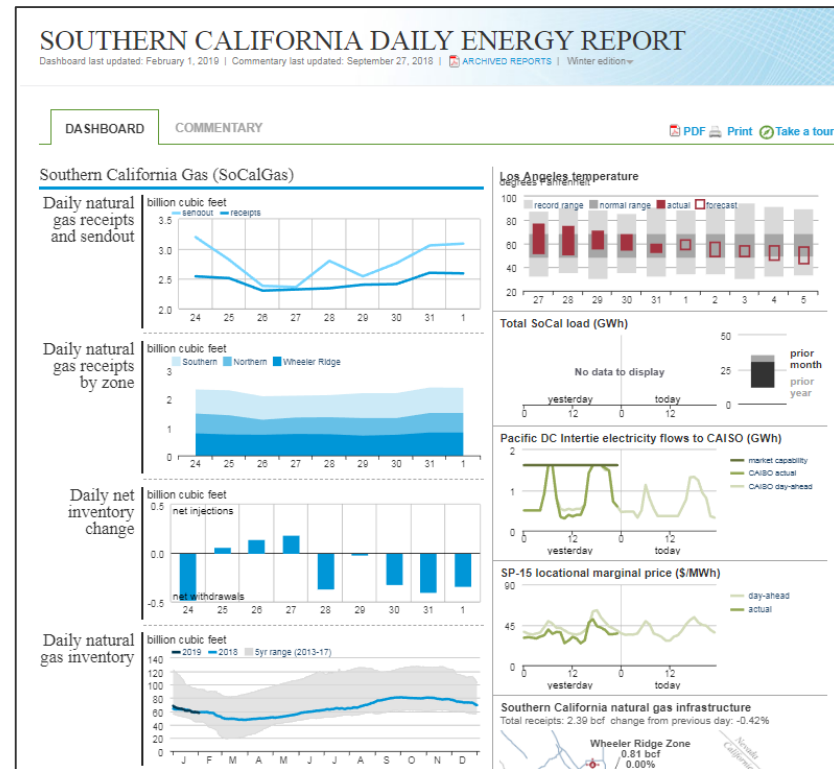 SOUTHERN CALIFORNIA DAILY ENERGY REPORT
Dashboard last updated: February 1, 2019 | Commentary last updated: September 27, 2018 | ARCHIVED REPORTS | Winter edition
DASHBOARD COMMENTARY
PDF Print Take a tour
Southern California Gas (SoCalGas)
Daily natural gas receipts and sendout
billion cubic feet
sendout receipts
3.5
3.0
2.5
2.0
24 25 26 27 28 29 30 31 1
Daily natural gas receipts by zone
billion cubic feet
Southern Northern Wheeler Ridge
3
2
1
0
24 25 26 27 28 29 30 31 1
Daily net inventory change
billion cubic feet
0.5
net injections
0.0
net withdrawals
-0.5
24 25 26 27 28 29 30 31 1
Daily natural gas inventory
billion cubic feet
2019 2018 5yr range (2013-17)
140
120
100
80
60
40
20
0
J F M A M J J A S O N D
Los Angeles temperature
degrees Fahrenheit
record range normal range actual forecast
100
80
60
40
20
27 28 29 30 31 1 2 3 4 5
Total SoCal load (GWh)
No data to display
yesterday today
0 12 0 12
50
25
0
prior month
prior year
Pacific DC Intertie electricity flows to CAISO (GWh)
2
1
0
market capability
CAISO actual
CAISO day-ahead
0 12 0 12
yesterday today
SP-15 locational marginal price ($/MWh)
90
45
0
day-ahead
actual
0 12 0 12
yesterday today
Southern California natural gas infrastructure
Total receipts: 2.39 bcf change from previous day: -0.42%
Wheeler Ridge Zone
0.81 bcf
0.00%
Nevada
California